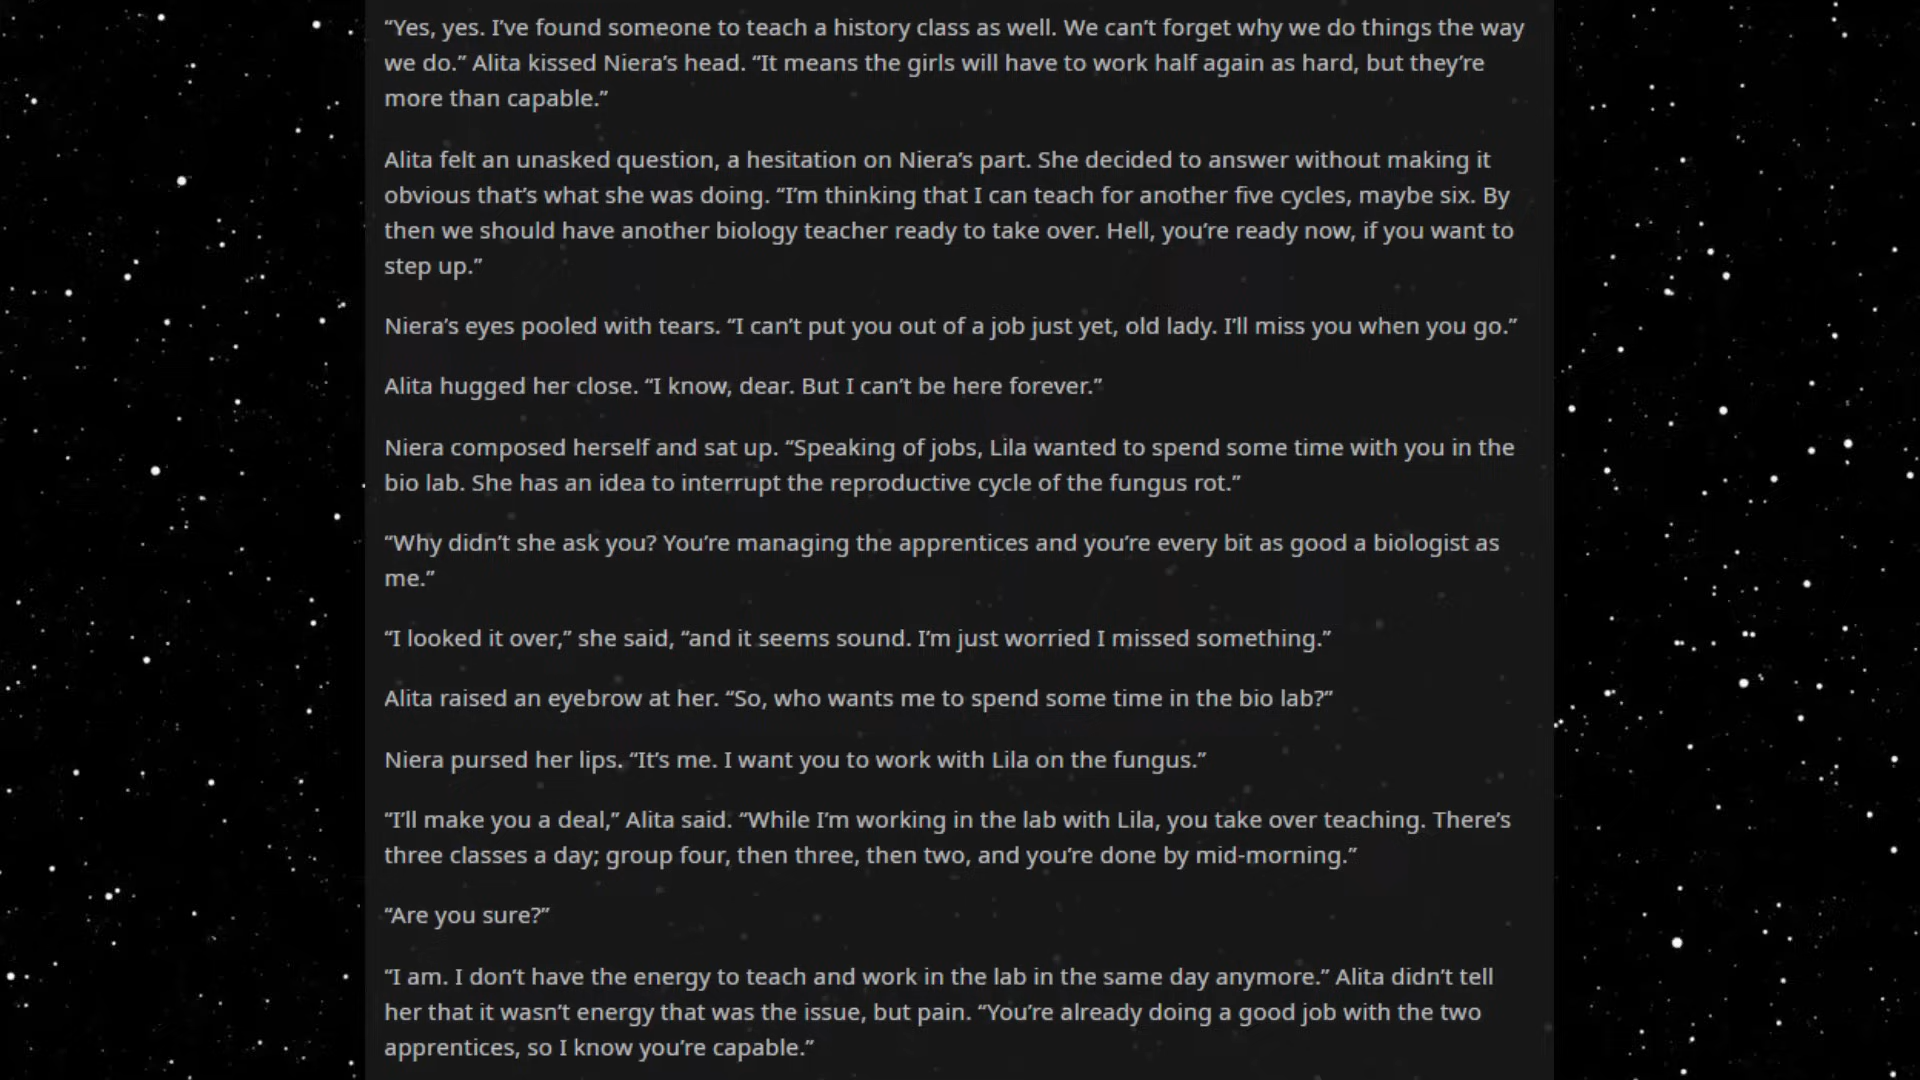 “Yes, yes. I’ve found someone to teach a history class as well. We can’t forget why we do things the way
we do.” Alita kissed Niera’s head. “It means the girls will have to work half again as hard, but they’re
more than capable.”
Alita felt an unasked question, a hesitation on Niera’s part. She decided to answer without making it
obvious that’s what she was doing. “I’m thinking that I can teach for another five cycles, maybe six. By
then we should have another biology teacher ready to take over. Hell, you’re ready now, if you want to
step up.”
Niera’s eyes pooled with tears. “I can’t put you out of a job just yet, old lady. I’ll miss you when you go.”
Alita hugged her close. “I know, dear. But I can’t be here forever.”
Niera composed herself and sat up. “Speaking of jobs, Lila wanted to spend some time with you in the
bio lab. She has an idea to interrupt the reproductive cycle of the fungus rot.”
“Why didn’t she ask you? You’re managing the apprentices and you’re every bit as good a biologist as
me.”
“I looked it over,” she said, “and it seems sound. I’m just worried I missed something.”
Alita raised an eyebrow at her. “So, who wants me to spend some time in the bio lab?”
Niera pursed her lips. “It’s me. I want you to work with Lila on the fungus.”
“I’ll make you a deal,” Alita said. “While I’m working in the lab with Lila, you take over teaching. There’s
three classes a day; group four, then three, then two, and you’re done by mid-morning.”
“Are you sure?”
“I am. I don’t have the energy to teach and work in the lab in the same day anymore.” Alita didn’t tell
her that it wasn’t energy that was the issue, but pain. “You’re already doing a good job with the two
apprentices, so I know you’re capable.”